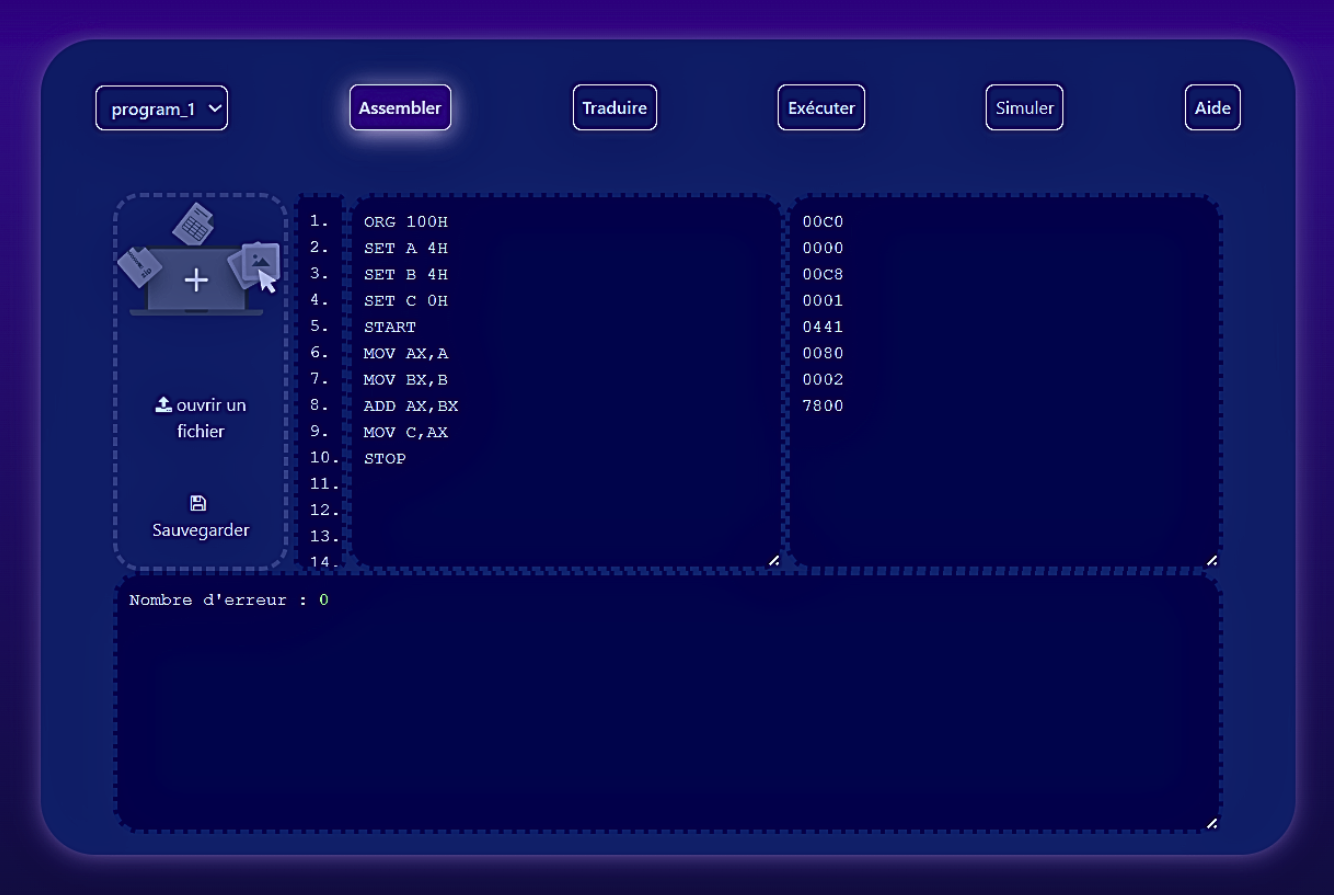 program_1
Assembler
Traduire
Exécuter
Simuler
Aide
zip
ouvrir un
fichier
Sauvegarder
1. ORG 100H
2. SET A 4H
3. SET B 4H
4. SET C 0H
5. START
6. MOV AX,A
7. MOV BX,B
8. ADD AX,BX
9. MOV C,AX
10. STOP
11.
12.
13.
14.
00C0
0000
00C8
0001
0441
0080
0002
7800
Nombre d'erreur : 0